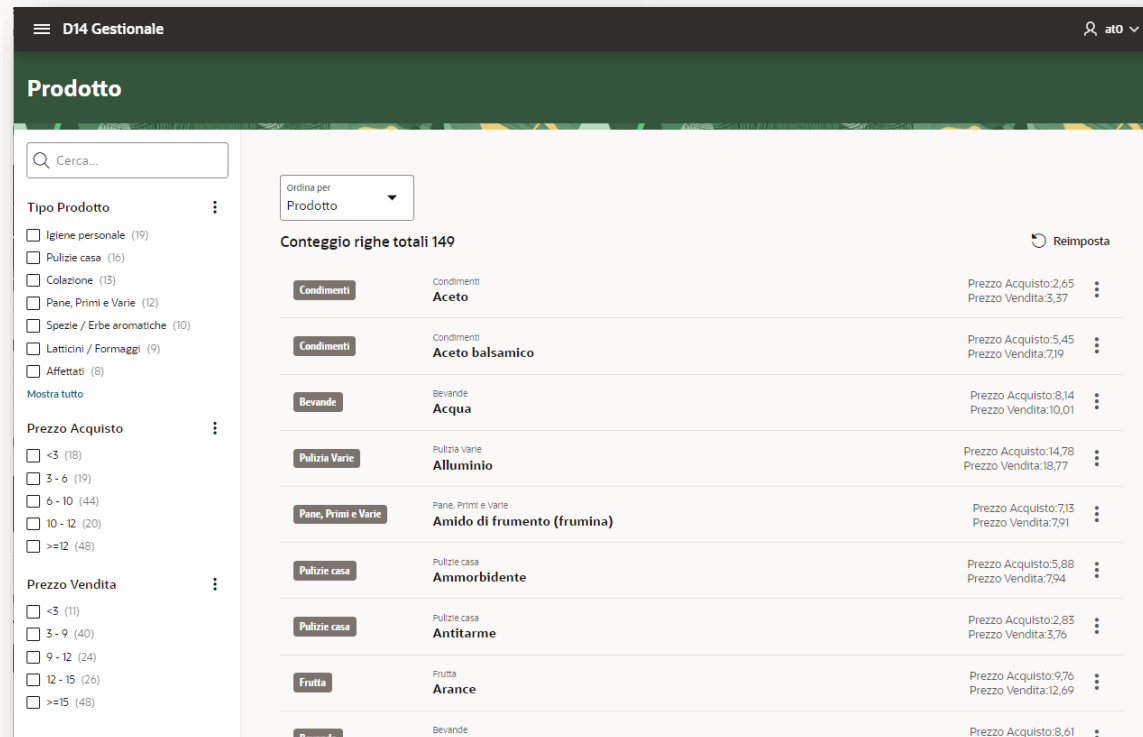 D14 Gestionale
at0
Prodotto
Cerca...
Tipo Prodotto
Igiene personale (19)
Pulizie casa (16)
Colazione (13)
Pane, Primi e Varie (12)
Spezie / Erbe aromatiche (10)
Latticini / Formaggi (9)
Affettati (8)
Mostra tutto
Prezzo Acquisto
<3 (18)
3 - 6 (19)
6 - 10 (44)
10 - 12 (20)
>=12 (48)
Prezzo Vendita
<3 (11)
3 - 9 (40)
9 - 12 (24)
12 - 15 (26)
>=15 (48)
Ordina per
Prodotto
Conteggio righe totali 149
Reimposta
Condimenti
Condimenti
Aceto
Prezzo Acquisto:2,65
Prezzo Vendita:3,37
Condimenti
Condimenti
Aceto balsamico
Prezzo Acquisto:5,45
Prezzo Vendita:7,19
Bevande
Bevande
Acqua
Prezzo Acquisto:8,14
Prezzo Vendita:10,01
Pulizia Varie
Pulizia Varie
Alluminio
Prezzo Acquisto:14,78
Prezzo Vendita:18,77
Pane, Primi e Varie
Pane, Primi e Varie
Amido di frumento (frumina)
Prezzo Acquisto:7,13
Prezzo Vendita:7,91
Pulizie casa
Pulizie casa
Ammorbidente
Prezzo Acquisto:5,88
Prezzo Vendita:7,94
Pulizie casa
Pulizie casa
Antitarme
Prezzo Acquisto:2,83
Prezzo Vendita:3,76
Frutta
Frutta
Arance
Prezzo Acquisto:9,76
Prezzo Vendita:12,69
Bevande
Bevande
Prezzo Acquisto:8,61